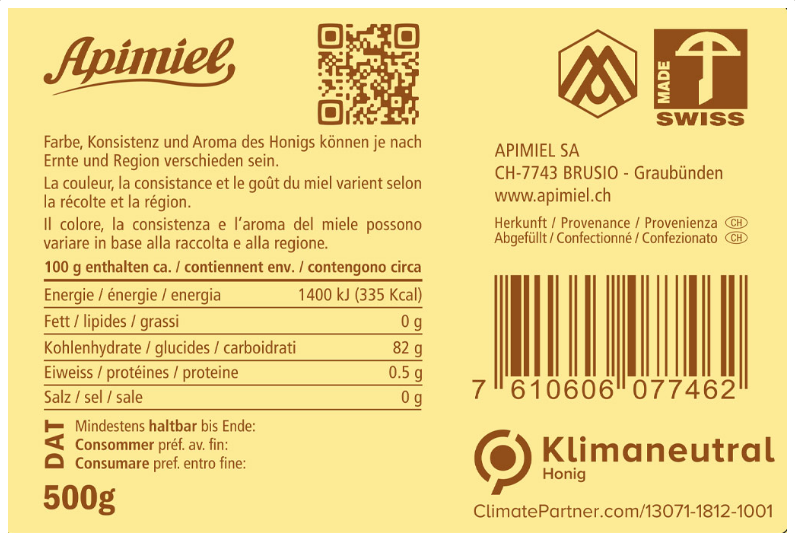 Apimiel
Farbe, Konsistenz und Aroma des Honigs können je nach
Ernte und Region verschieden sein.
La couleur, la consistance et le goût du miel varient selon
la récolte et la région.
Il colore, la consistenza e l'aroma del miele possono
variare in base alla raccolta e alla regione.
100 g enthalten ca. / contiennent env. / contengono circa
Energie / énergie / energia 1400 kJ (335 Kcal)
Fett / lipides / grassi 0 g
Kohlenhydrate / glucides / carboidrati 82 g
Eiweiss / protéines / proteine 0.5 g
Salz / sel / sale 0 g
DAT
Mindestens haltbar bis Ende:
Consommer préf. av. fin:
Consumare pref. entro fine:
500g
MADE
SWISS
APIMIEL SA
CH-7743 BRUSIO - Graubünden
www.apimiel.ch
Herkunft / Provenance / Provenienza CH
Abgefüllt / Confectionné / Confezionato CH
7 610606 077462
Klimaneutral
Honig
ClimatePartner.com/13071-1812-1001